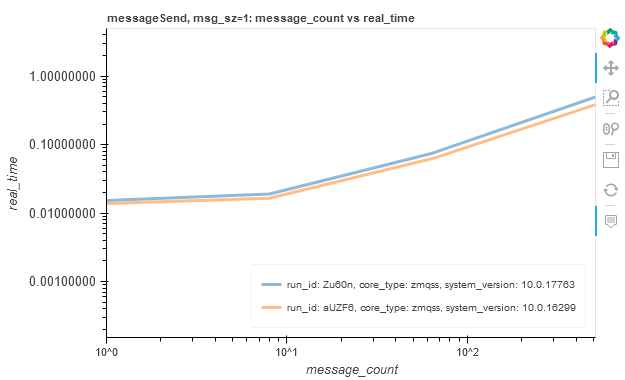 messageSend, msg_sz=1: message_count vs real_time
1.00000000
0.10000000
0.01000000
0.00100000
real_time
run_id: Zu60n, core_type: zmqss, system_version: 10.0.17763
run_id: aUZF6, core_type: zmqss, system_version: 10.0.16299
10^0
10^1
10^2
message_count